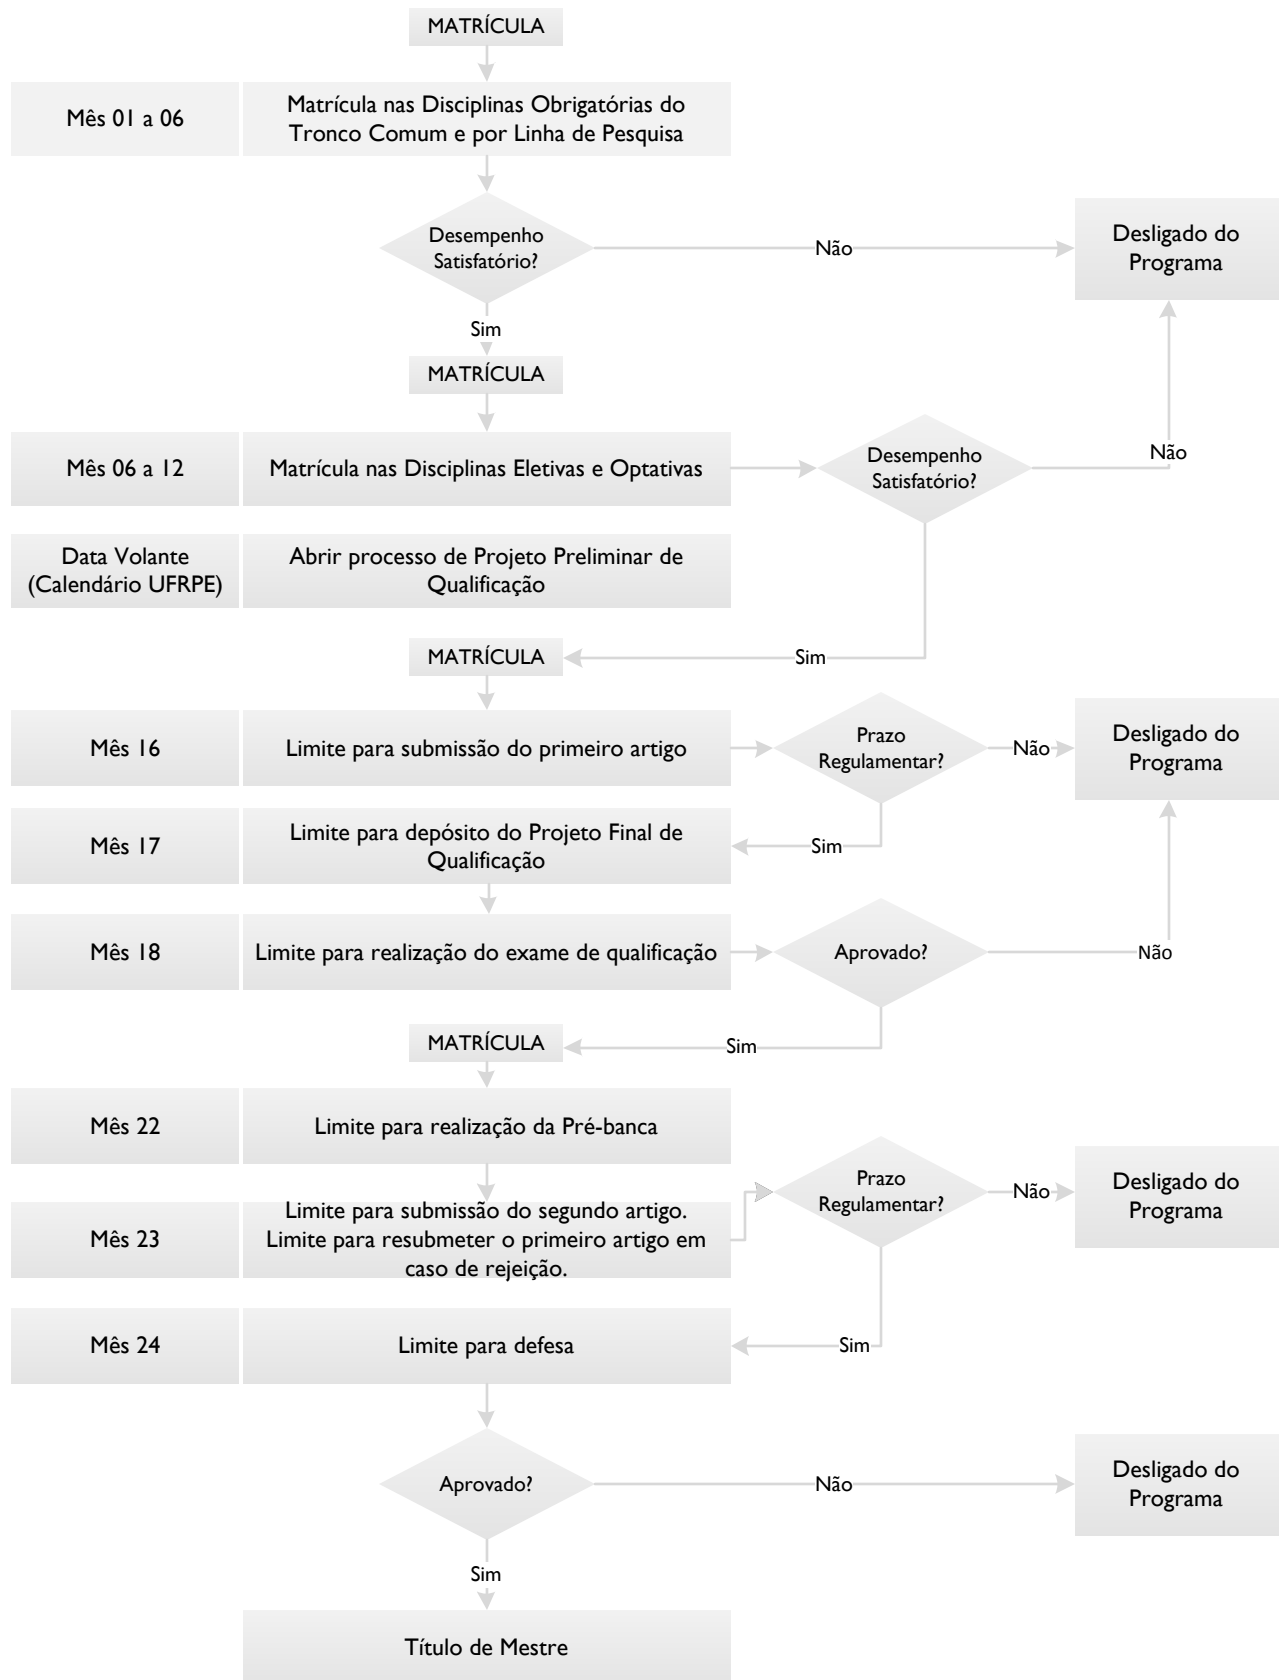 MATRÍCULA
Mês 01 a 06
Matrícula nas Disciplinas Obrigatórias do
Tronco Comum e por Linha de Pesquisa
Desempenho
Satisfatório?
Não
Desligado do
Programa
Sim
MATRÍCULA
Mês 06 a 12
Matrícula nas Disciplinas Eletivas e Optativas
Desempenho
Satisfatório?
Não
Data Volante
(Calendário UFRPE)
Abrir processo de Projeto Preliminar de
Qualificação
MATRÍCULA
Sim
Mês 16
Limite para submissão do primeiro artigo
Prazo
Regulamentar?
Não
Desligado do
Programa
Mês 17
Limite para depósito do Projeto Final de
Qualificação
Sim
Mês 18
Limite para realização do exame de qualificação
Aprovado?
Não
MATRÍCULA
Sim
Mês 22
Limite para realização da Pré-banca
Prazo
Regulamentar?
Não
Desligado do
Programa
Mês 23
Limite para submissão do segundo artigo.
Limite para resubmeter o primeiro artigo em
caso de rejeição.
Mês 24
Limite para defesa
Sim
Aprovado?
Não
Desligado do
Programa
Sim
Título de Mestre